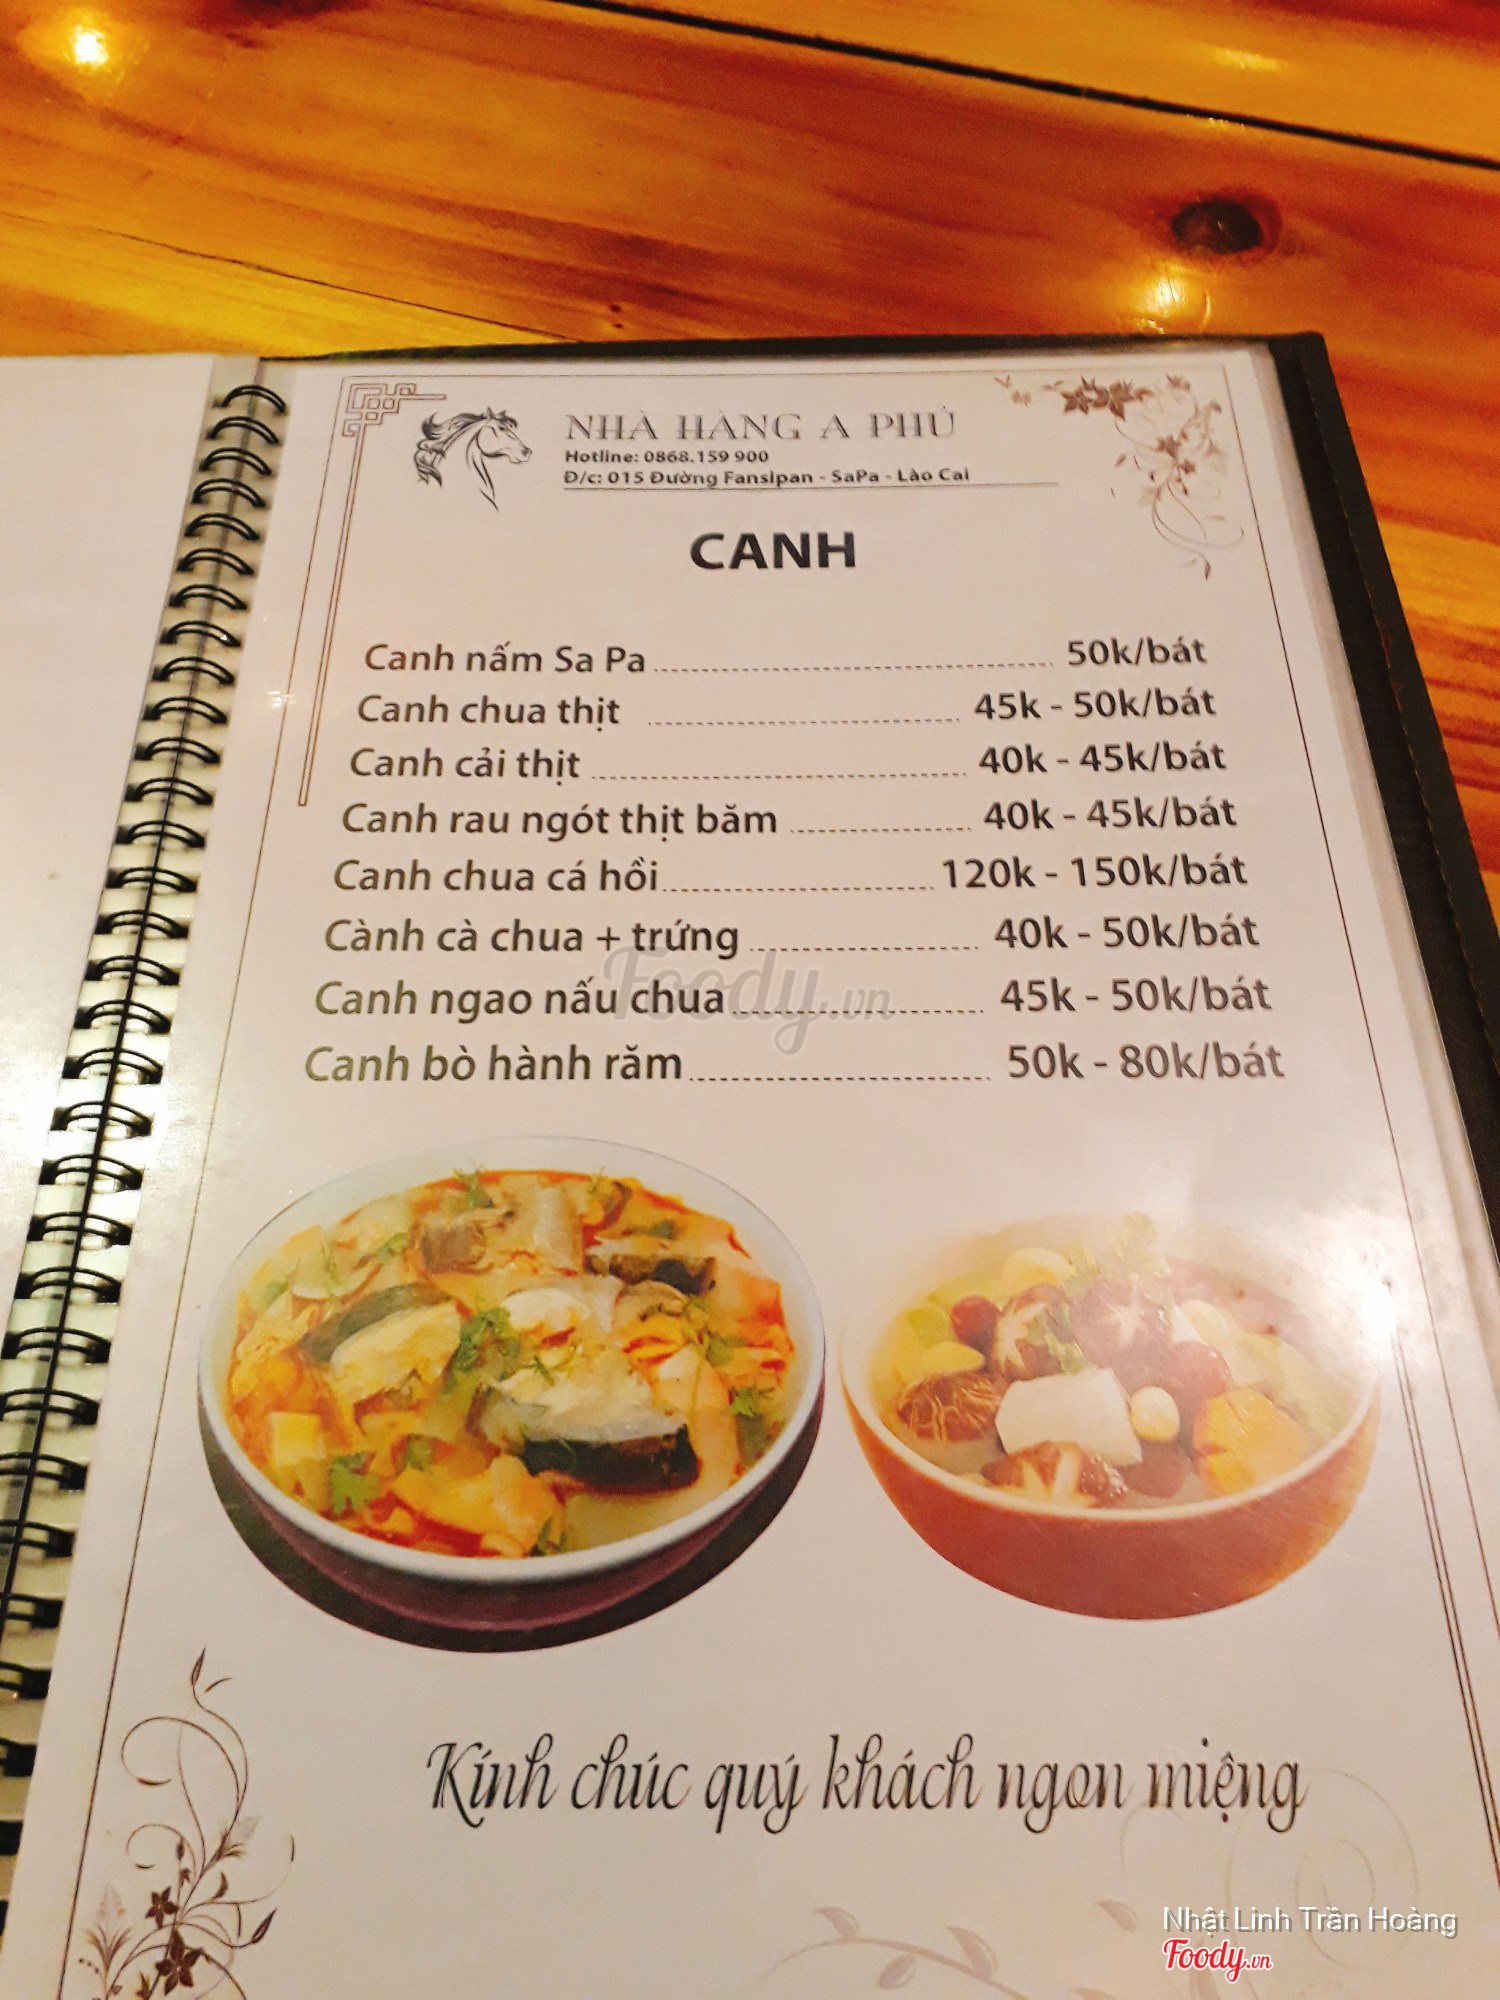 NHÀ HÀNG A PHỦ
Hotline: 0868.159 900
Đ/c: 015 Đường Fansipan - SaPa - Lào Cai
CANH
Canh nấm Sa Pa 50k/bát
Canh chua thịt 45k - 50k/bát
Canh cải thịt 40k - 45k/bát
Canh rau ngót thịt băm 40k - 45k/bát
Canh chua cá hồi 120k - 150k/bát
Cành cà chua + trứng 40k - 50k/bát
Canh ngao nấu chua 45k - 50k/bát
Canh bò hành răm 50k - 80k/bát
Foody.vn
Kính chúc quý khách ngon miệng
Nhật Linh Trần Hoàng
Foody.vn